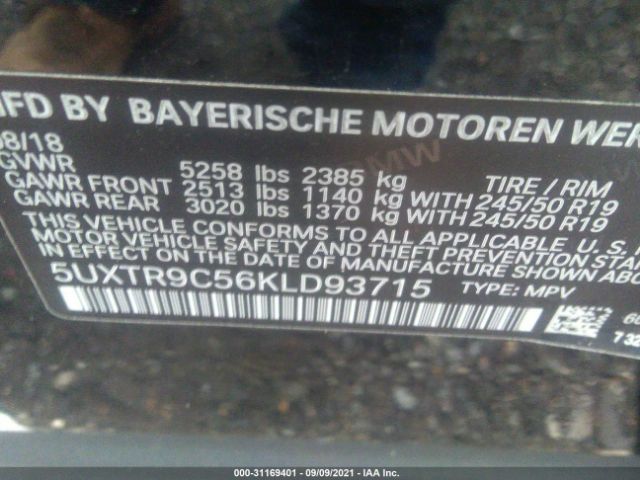 MFD BY BAYERISCHE MOTOREN WER
08/18
GVWR 5258 lbs 2385 kg TIRE / RIM
GAWR FRONT 2513 lbs 1140 kg WITH 245/50 R19
GAWR REAR 3020 lbs 1370 kg WITH 245/50 R19
THIS VEHICLE CONFORMS TO ALL APPLICABLE U. S.
MOTOR VEHICLE SAFETY AND THEFT PREVENTION STAN
IN EFFECT ON THE DATE OF MANUFACTURE SHOWN ABO
5UXTR9C56KLD93715 TYPE: MPV
68
732
000-31169401 - 09/09/2021 - IAA Inc.